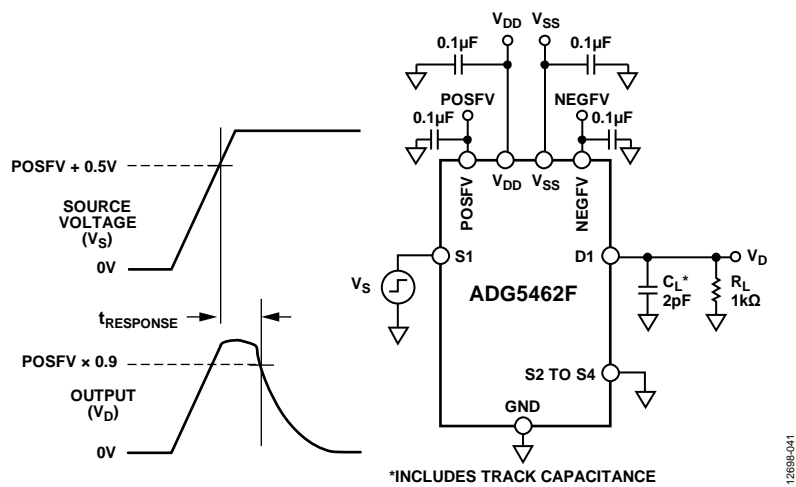 POSFV + 0.5V
SOURCE
VOLTAGE
(VS)
0V
tRESPONSE
POSFV × 0.9
OUTPUT
(VD)
0V
VDD
VSS
0.1µF
0.1µF
POSFV
NEGFV
0.1µF
0.1µF
POSFV
VDD
VSS
NEGFV
S1
D1
VD
VS
ADG5462F
CL*
2pF
RL
1kΩ
S2 TO S4
GND
*INCLUDES TRACK CAPACITANCE
12698-041